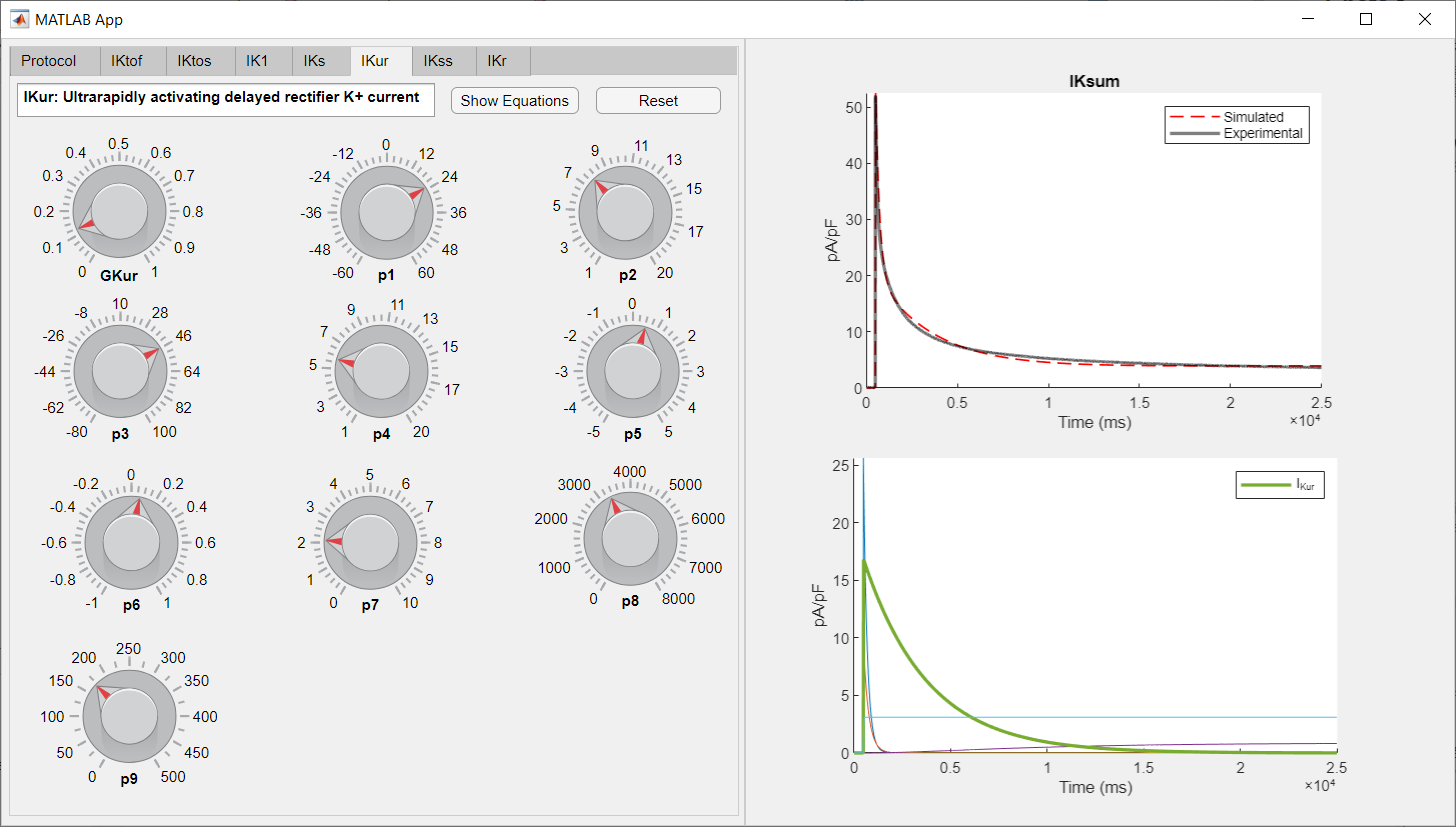 MATLAB App
Protocol IKtof IKtos IK1 IKs IKur IKss IKr
IKur: Ultrarapidly activating delayed rectifier K+ current Show Equations Reset
0 0.1 0.2 0.3 0.4 0.5 0.6 0.7 0.8 0.9 1
GKur
-60 -48 -36 -24 -12 0 12 24 36 48 60
p1
1 3 5 7 9 11 13 15 17 20
p2
-80 -62 -44 -26 -8 10 28 46 64 82 100
p3
1 3 5 7 9 11 13 15 17 20
p4
-5 -4 -3 -2 -1 0 1 2 3 4 5
p5
-1 -0.8 -0.6 -0.4 -0.2 0 0.2 0.4 0.6 0.8 1
p6
0 1 2 3 4 5 6 7 8 9 10
p7
0 1000 2000 3000 4000 5000 6000 7000 8000
p8
0 50 100 150 200 250 300 350 400 450 500
p9
IKsum
Simulated
Experimental
pA/pF
50
40
30
20
10
0
0 0.5 1 1.5 2 2.5
Time (ms)
×10⁴
IKur
pA/pF
25
20
15
10
5
0
0 0.5 1 1.5 2 2.5
Time (ms)
×10⁴